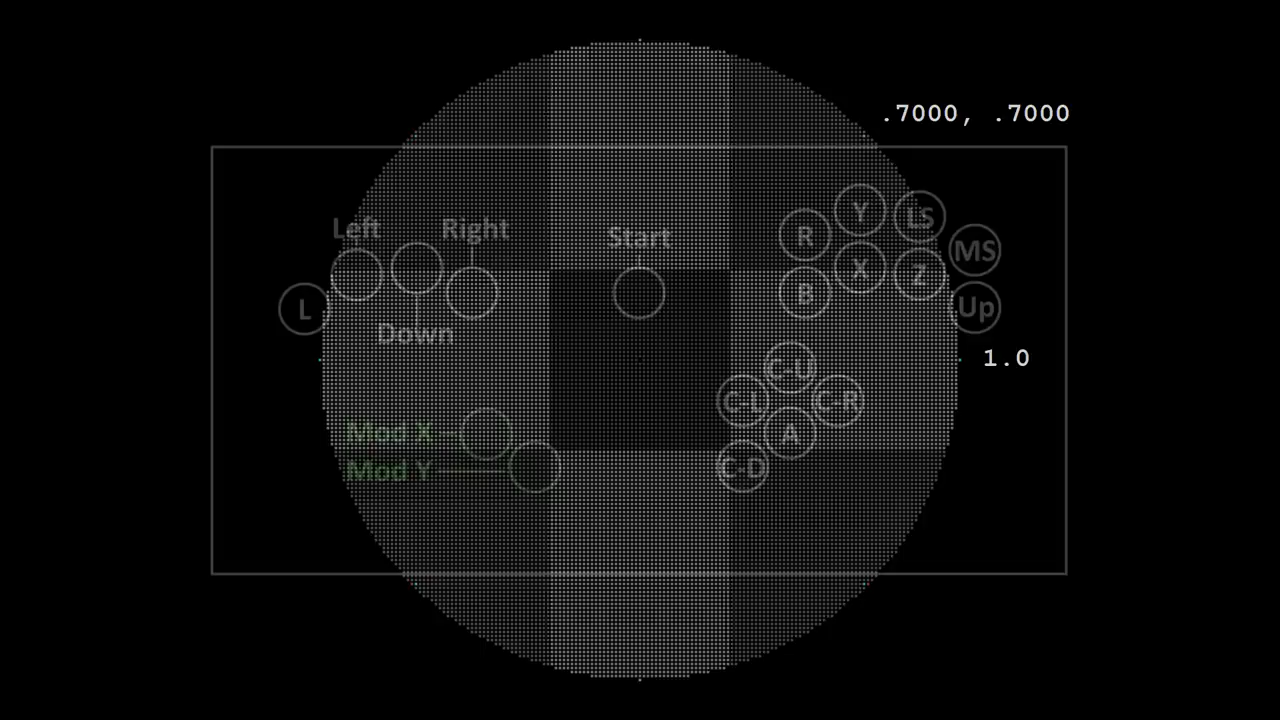 .7000, .7000
Left
Right
Start
R
Y
LS
MS
L
B
X
Z
Up
Down
1.0
C-U
C-L
C-R
Mod X
A
Mod Y
C-D